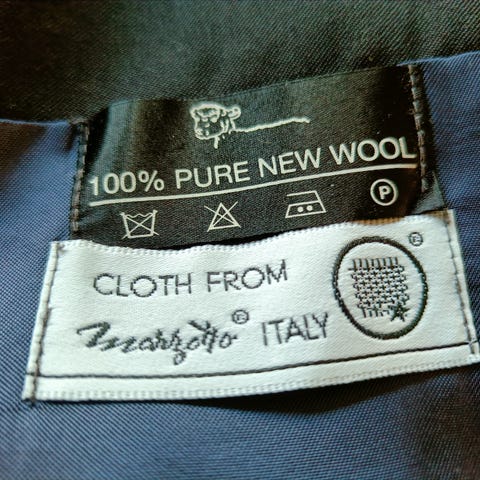 100% PURE NEW WOOL
P
CLOTH FROM
marzotto® ITALY ®